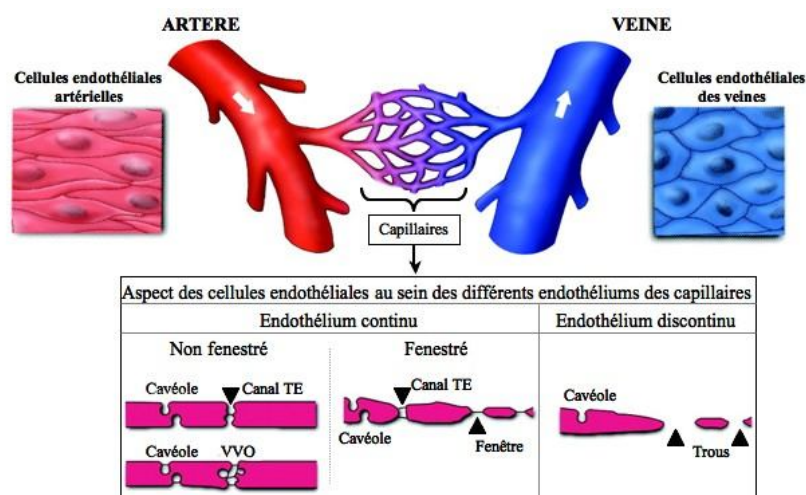 ARTERE
VEINE
Cellules endothéliales
artérielles
Cellules endothéliales
des veines
Capillaires
Aspect des cellules endothéliales au sein des différents endothéliums des capillaires
Endothélium continu
Endothélium discontinu
Non fenestré
Fenestré
Cavéole
Canal TE
Canal TE
Cavéole
Fenêtre
Cavéole
Trous
Cavéole
VVO